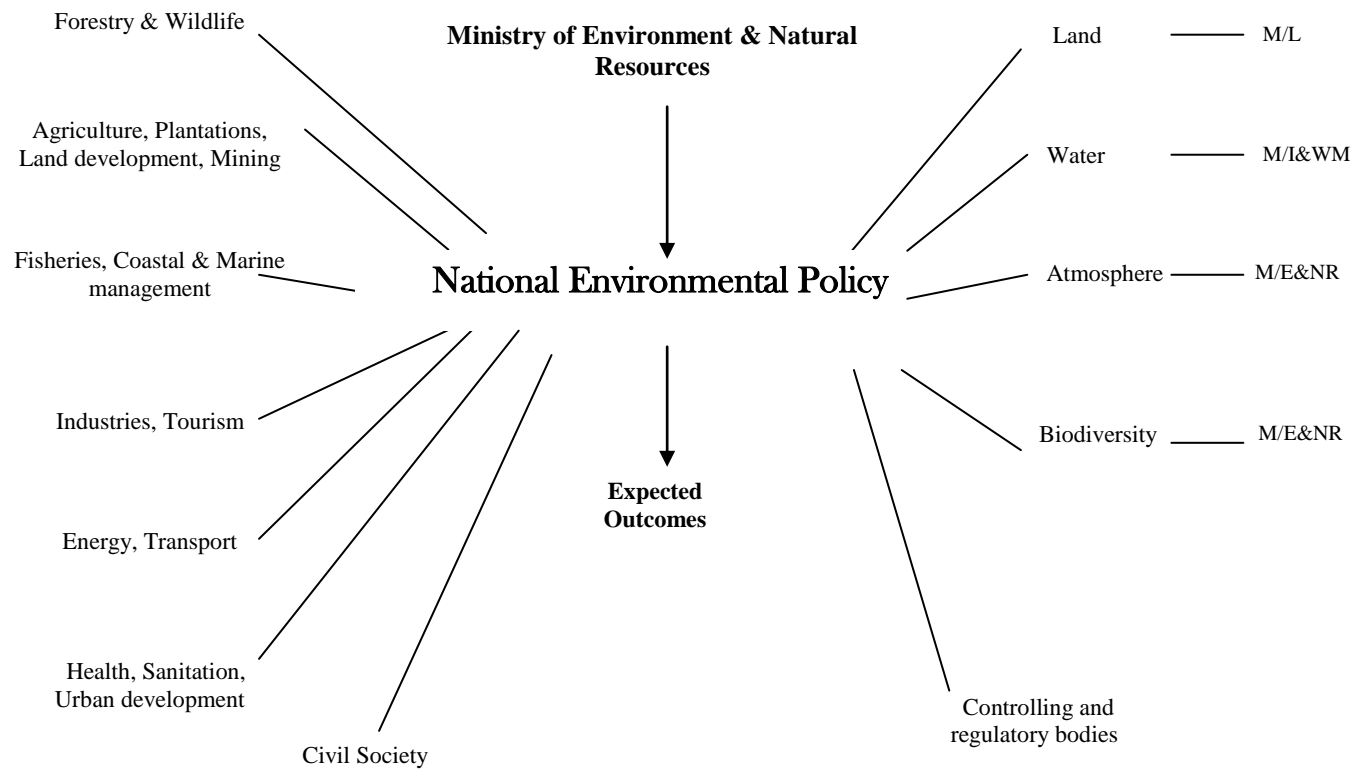 Forestry & Wildlife
Ministry of Environment & Natural
Resources
Land
M/L
Agriculture, Plantations,
Land development, Mining
Water
M/I&WM
Fisheries, Coastal & Marine
management
National Environmental Policy
Atmosphere
M/E&NR
Industries, Tourism
Biodiversity
M/E&NR
Expected
Outcomes
Energy, Transport
Health, Sanitation,
Urban development
Civil Society
Controlling and
regulatory bodies